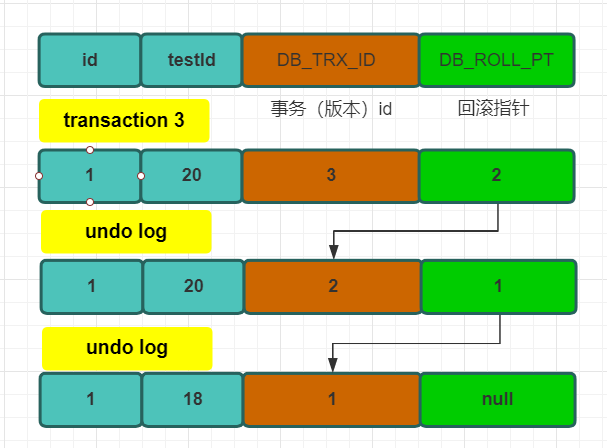 id testId DB_TRX_ID DB_ROLL_PT
事务（版本）id 回滚指针
transaction 3
1 20 3 2
undo log
1 20 2 1
undo log
1 18 1 null